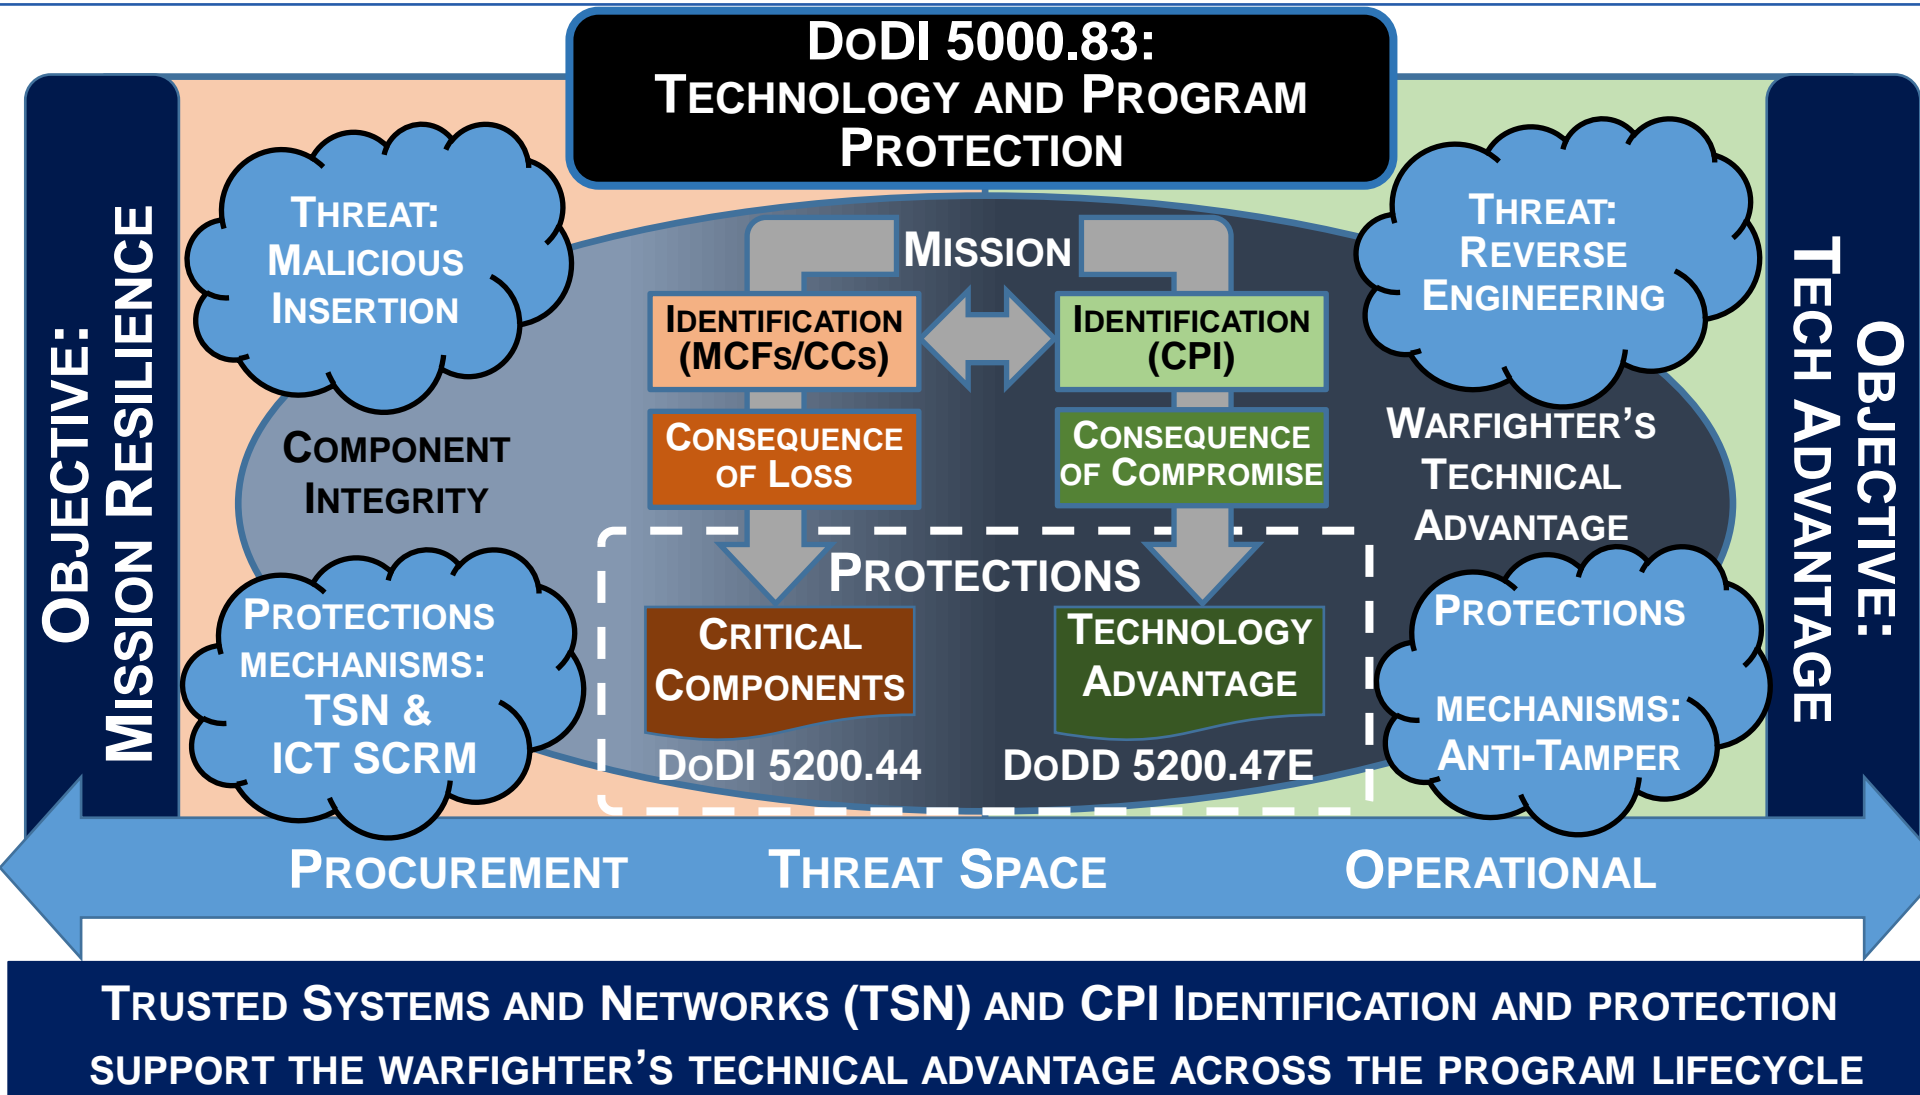 DoDI 5000.83:
Technology and Program
Protection
Objective:
Mission Resilience
Threat:
Malicious
Insertion
Component
Integrity
Protections
mechanisms:
TSN &
ICT SCRM
Mission
Identification
(MCFs/CCs)
Identification
(CPI)
Consequence
of Loss
Consequence
of Compromise
Protections
Critical
Components
Technology
Advantage
DoDI 5200.44
DoDD 5200.47E
Threat:
Reverse
Engineering
Warfighter's
Technical
Advantage
Protections
mechanisms:
Anti-Tamper
Objective:
Tech Advantage
Procurement
Threat Space
Operational
Trusted Systems and Networks (TSN) and CPI Identification and protection
support the warfighter's technical advantage across the program lifecycle